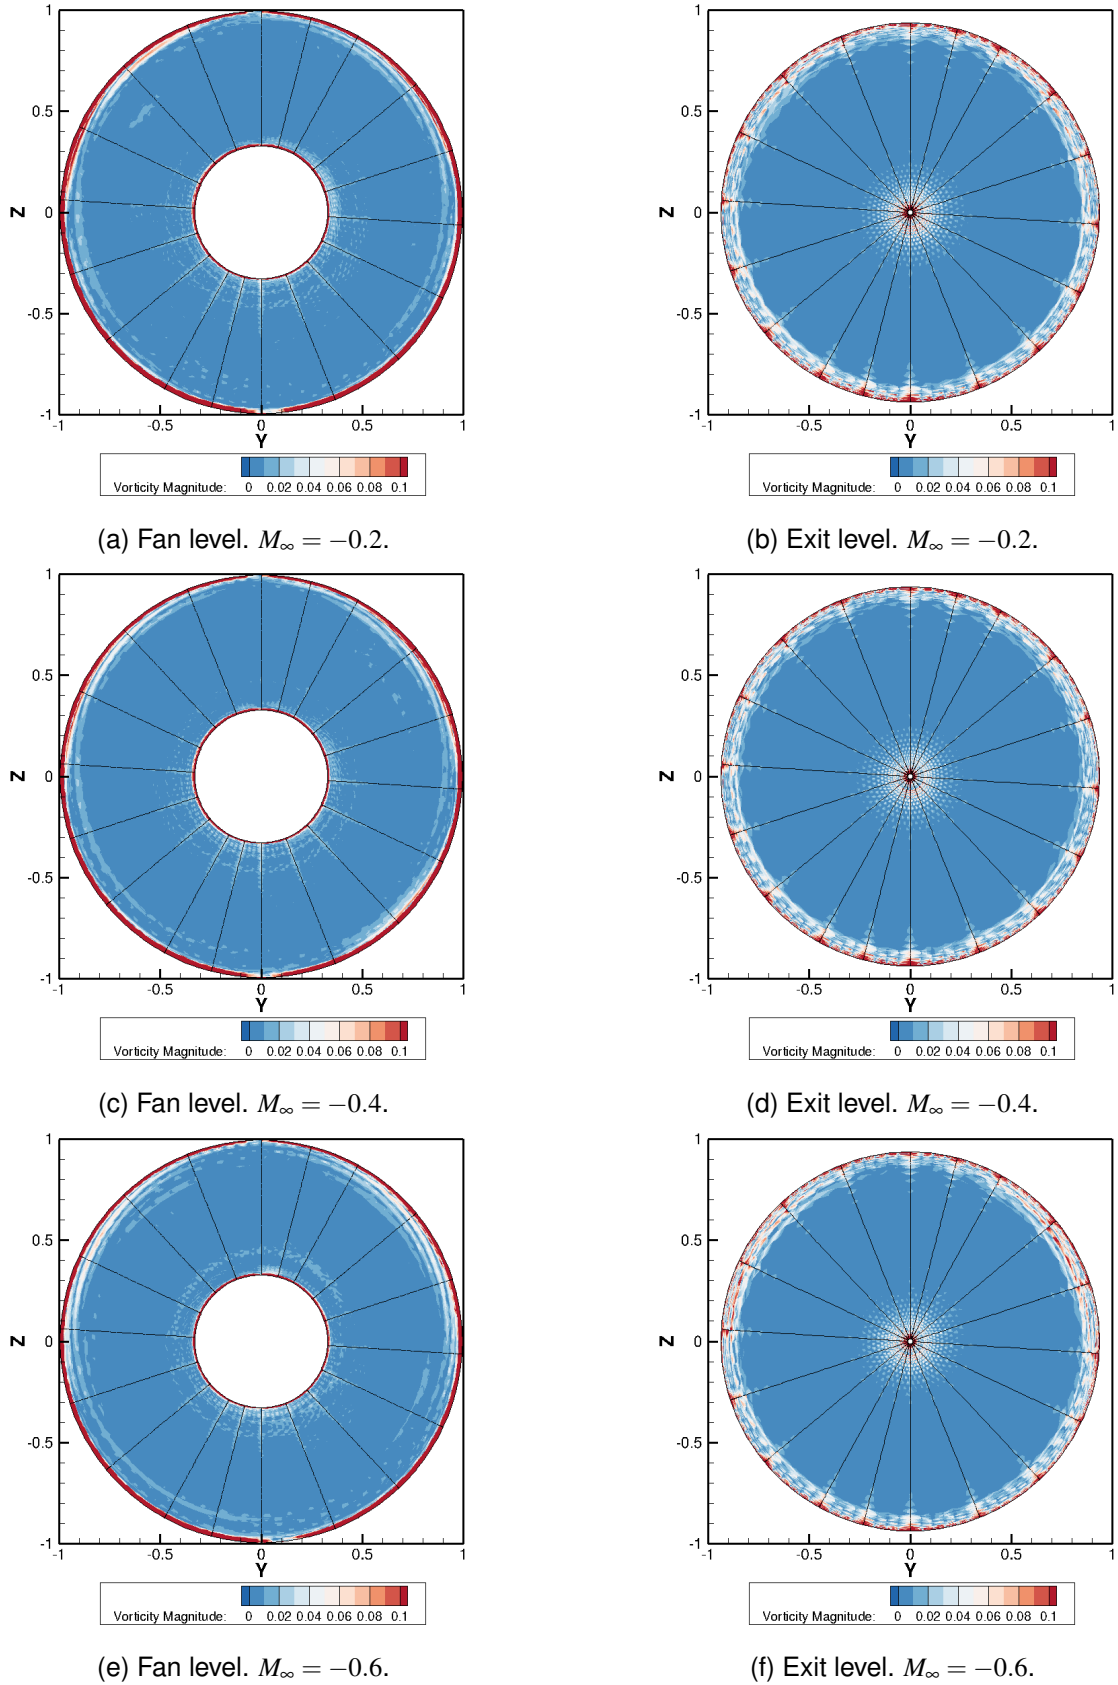 1
0.5
Z
0
-0.5
-1
-1 -0.5 0 0.5 1
Y
Vorticity Magnitude: 0 0.02 0.04 0.06 0.08 0.1
(a) Fan level. M∞ = −0.2.
1
0.5
Z
0
-0.5
-1
-1 -0.5 0 0.5 1
Y
Vorticity Magnitude: 0 0.02 0.04 0.06 0.08 0.1
(b) Exit level. M∞ = −0.2.
1
0.5
Z
0
-0.5
-1
-1 -0.5 0 0.5 1
Y
Vorticity Magnitude: 0 0.02 0.04 0.06 0.08 0.1
(c) Fan level. M∞ = −0.4.
1
0.5
Z
0
-0.5
-1
-1 -0.5 0 0.5 1
Y
Vorticity Magnitude: 0 0.02 0.04 0.06 0.08 0.1
(d) Exit level. M∞ = −0.4.
1
0.5
Z
0
-0.5
-1
-1 -0.5 0 0.5 1
Y
Vorticity Magnitude: 0 0.02 0.04 0.06 0.08 0.1
(e) Fan level. M∞ = −0.6.
1
0.5
Z
0
-0.5
-1
-1 -0.5 0 0.5 1
Y
Vorticity Magnitude: 0 0.02 0.04 0.06 0.08 0.1
(f) Exit level. M∞ = −0.6.